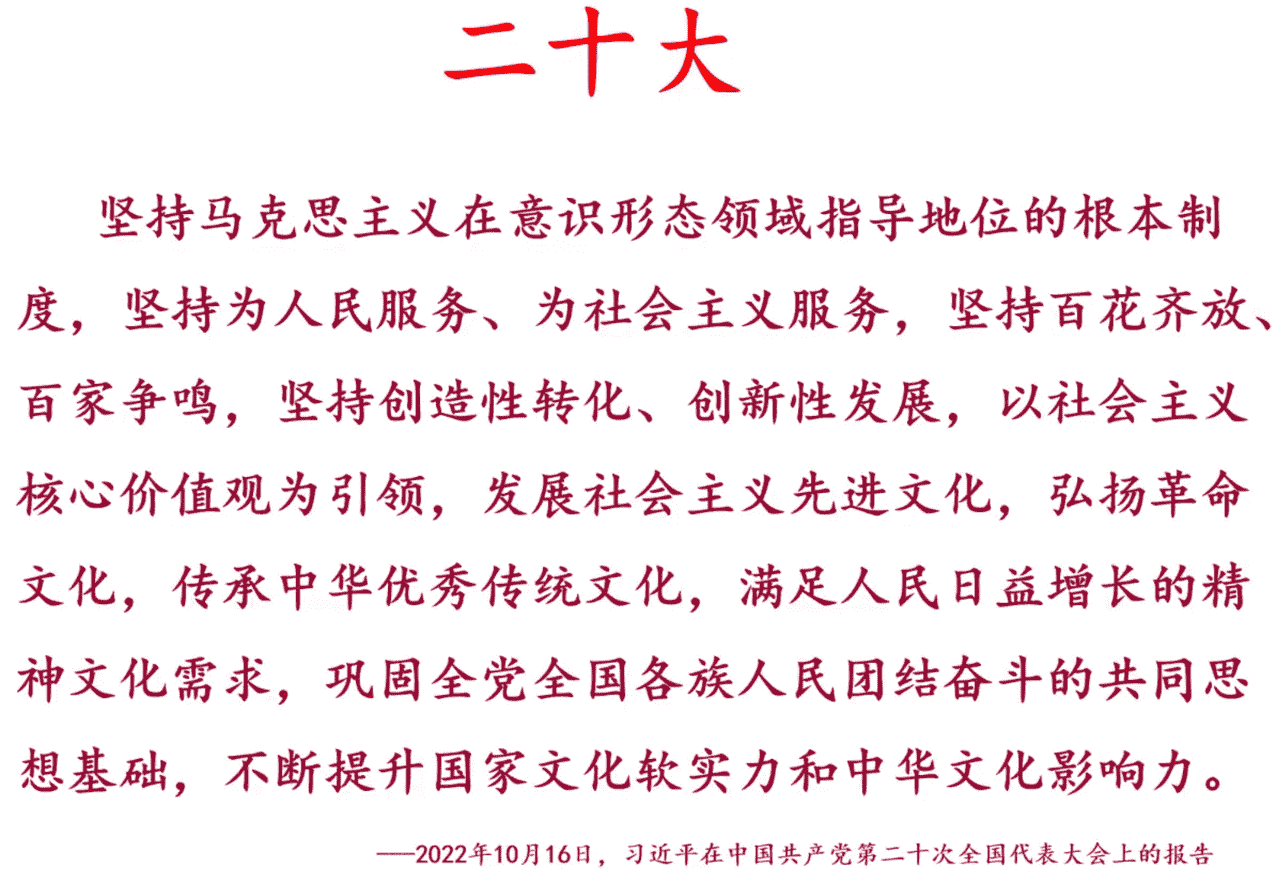 二十大
坚持马克思主义在意识形态领域指导地位的根本制
度，坚持为人民服务、为社会主义服务，坚持百花齐放、
百家争鸣，坚持创造性转化、创新性发展，以社会主义
核心价值观为引领，发展社会主义先进文化，弘扬革命
文化，传承中华优秀传统文化，满足人民日益增长的精
神文化需求，巩固全党全国各族人民团结奋斗的共同思
想基础，不断提升国家文化软实力和中华文化影响力。
——2022年10月16日，习近平在中国共产党第二十次全国代表大会上的报告